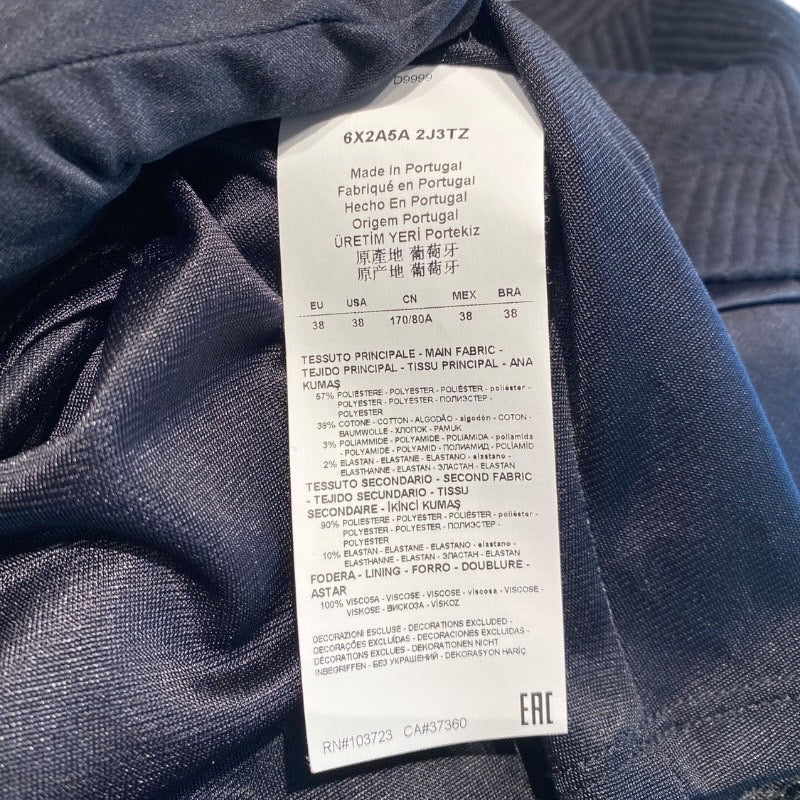 D9999
6X2A5A 2J3TZ
Made in Portugal
Fabriqué en Portugal
Hecho En Portugal
Origem Portugal
ÜRETİM YERİ Portekiz
原產地 葡萄牙
原产地 葡萄牙
EU USA CN MEX BRA
38 38 170/80A 38 38
TESSUTO PRINCIPALE - MAIN FABRIC -
TEJIDO PRINCIPAL - TISSU PRINCIPAL - ANA
KUMAŞ
57% POLIESTERE - POLYESTER - POLIÉSTER - poliéster -
POLYESTER - POLYESTER - ПОЛИЭСТЕР -
POLYESTER
38% COTONE - COTTON - ALGODÃO - algodón - COTON -
BAUMWOLLE - ХЛОПОК - PAMUK
3% POLIAMMIDE - POLYAMIDE - POLIAMIDA - poliamida
- POLYAMIDE - POLYAMID - ПОЛИАМИД - POLYAMID
2% ELASTAN - ELASTANE - ELASTANO - elastano -
ELASTHANNE - ELASTAN - ЭЛАСТАН - ELASTAN
TESSUTO SECONDARIO - SECOND FABRIC
- TEJIDO SECUNDARIO - TISSU
SECONDAIRE - İKİNCİ KUMAŞ
90% POLIESTERE - POLYESTER - POLIÉSTER - poliéster -
POLYESTER - POLYESTER - ПОЛИЭСТЕР -
POLYESTER
10% ELASTAN - ELASTANE - ELASTANO - elastano -
ELASTHANNE - ELASTAN - ЭЛАСТАН - ELASTAN
FODERA - LINING - FORRO - DOUBLURE -
ASTAR
100% VISCOSA - VISCOSE - VISCOSE - viscosa - VISCOSE -
VISKOSE - ВИСКОЗА - VİSKOZ
DECORAZIONI ESCLUSE - DECORATIONS EXCLUDED -
DECORAÇÕES EXCLUÍDAS - DECORACIONES EXCLUIDAS -
DÉCORATIONS EXCLUES - DEKORATIONEN NICHT
INBEGRIFFEN - БЕЗ УКРАШЕНИЙ - DEKORASYON HARİÇ
EAC
RN#103723 CA#37360